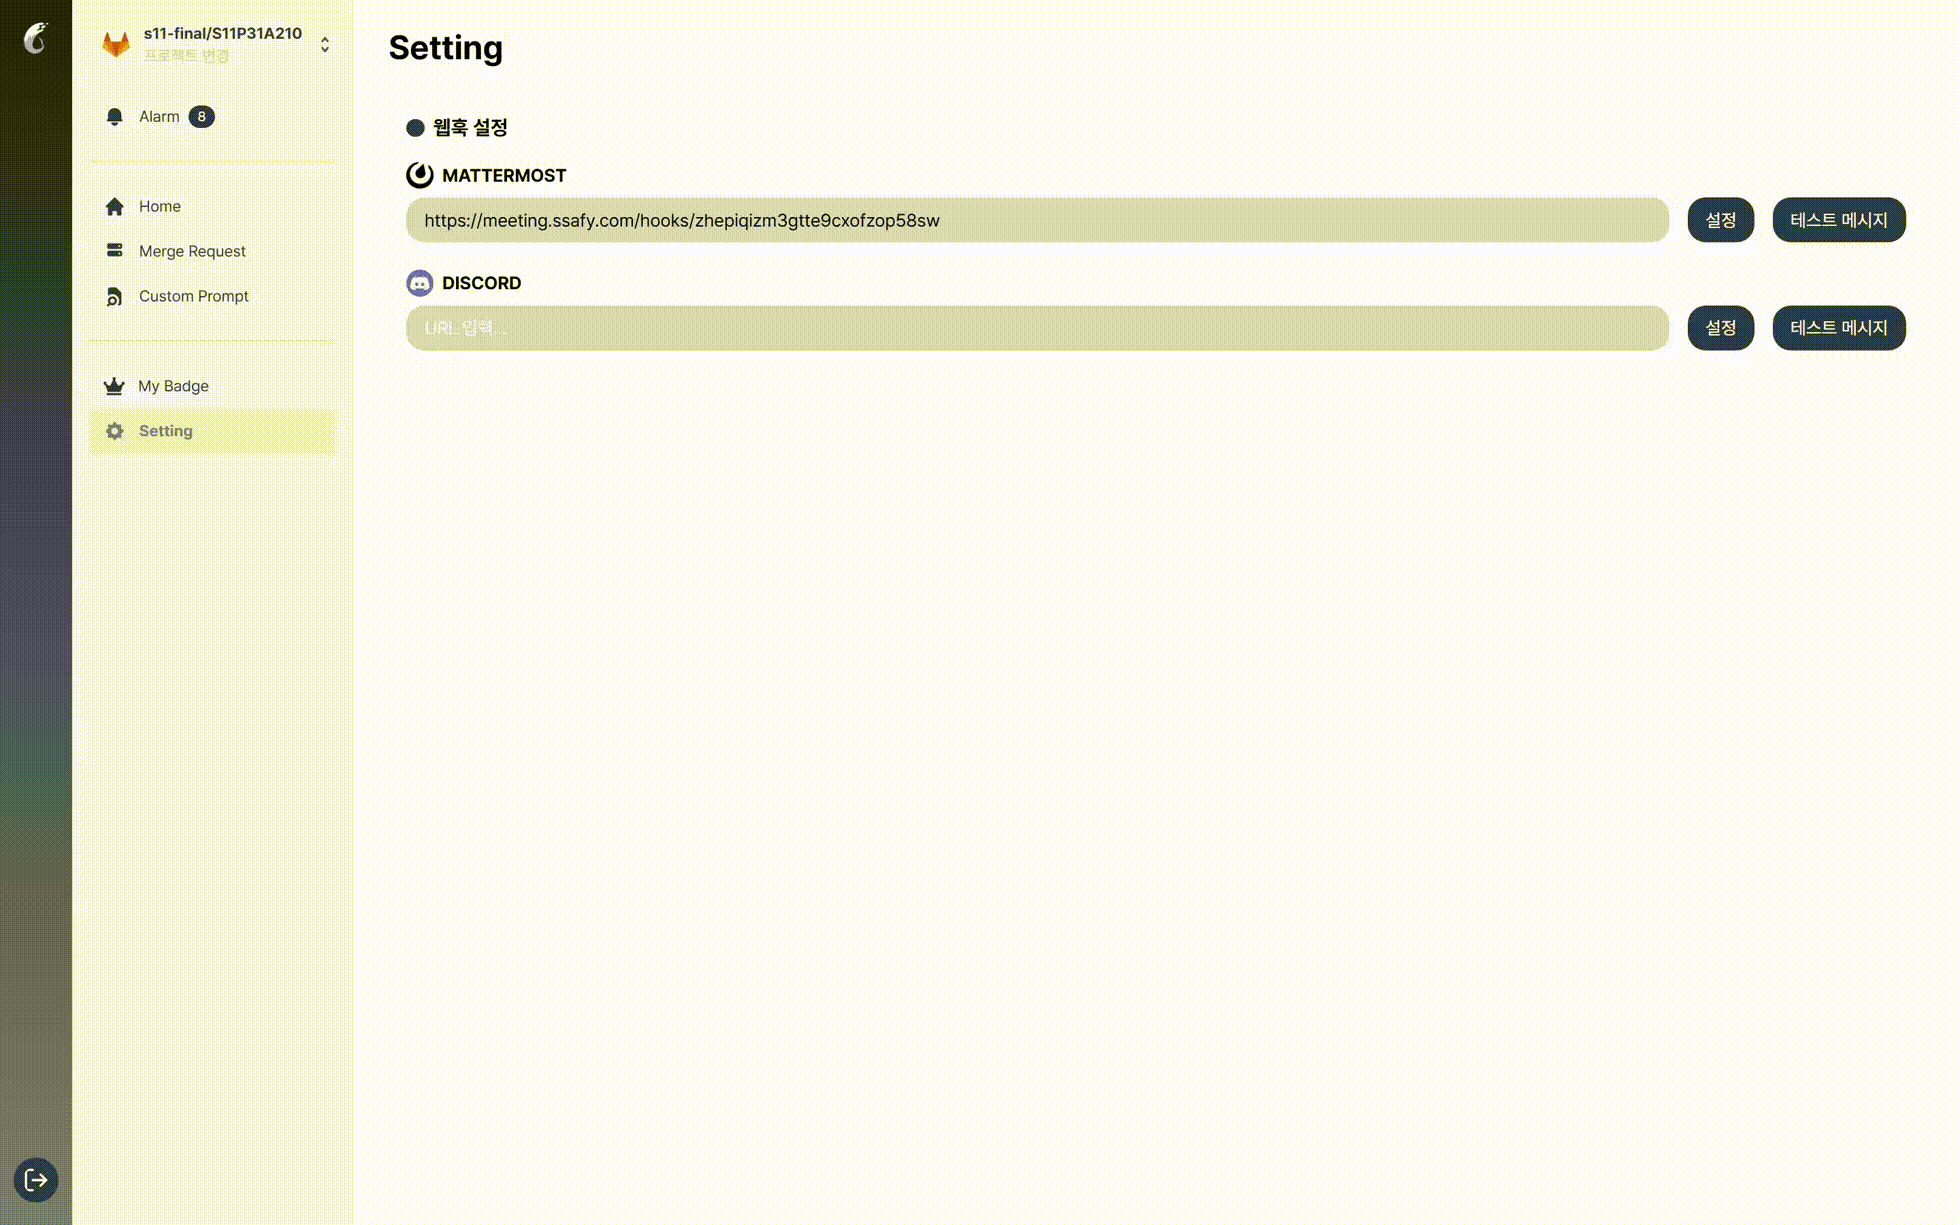 s11-final/S11P31A210
프로젝트 변경
Alarm 8
Home
Merge Request
Custom Prompt
My Badge
Setting
Setting
웹훅 설정
MATTERMOST
https://meeting.ssafy.com/hooks/zhepiqizm3gtte9cxofzop58sw 설정 테스트 메시지
DISCORD
URL 입력... 설정 테스트 메시지